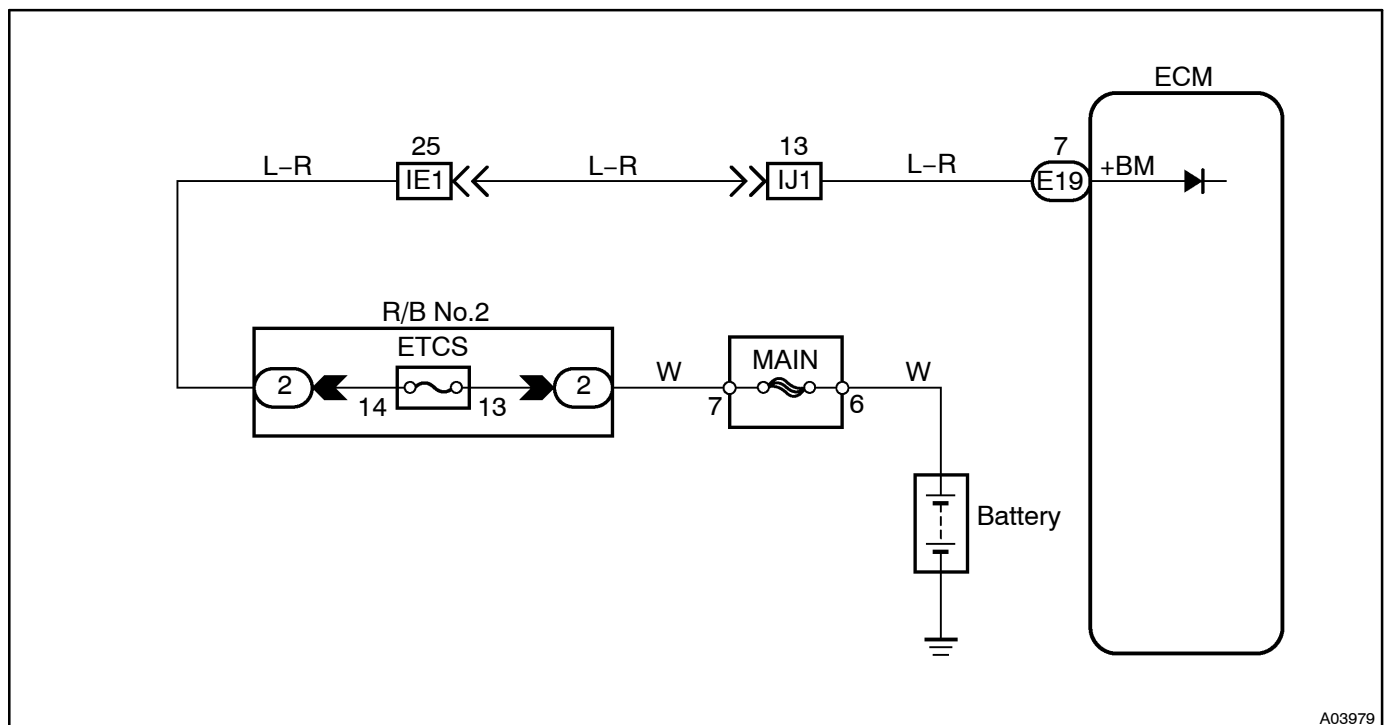 ECM
25
13
7
L–R
L–R
L–R
IE1
IJ1
E19
+BM
R/B No.2
ETCS
MAIN
W
W
2
2
14
13
7
6
Battery
A03979